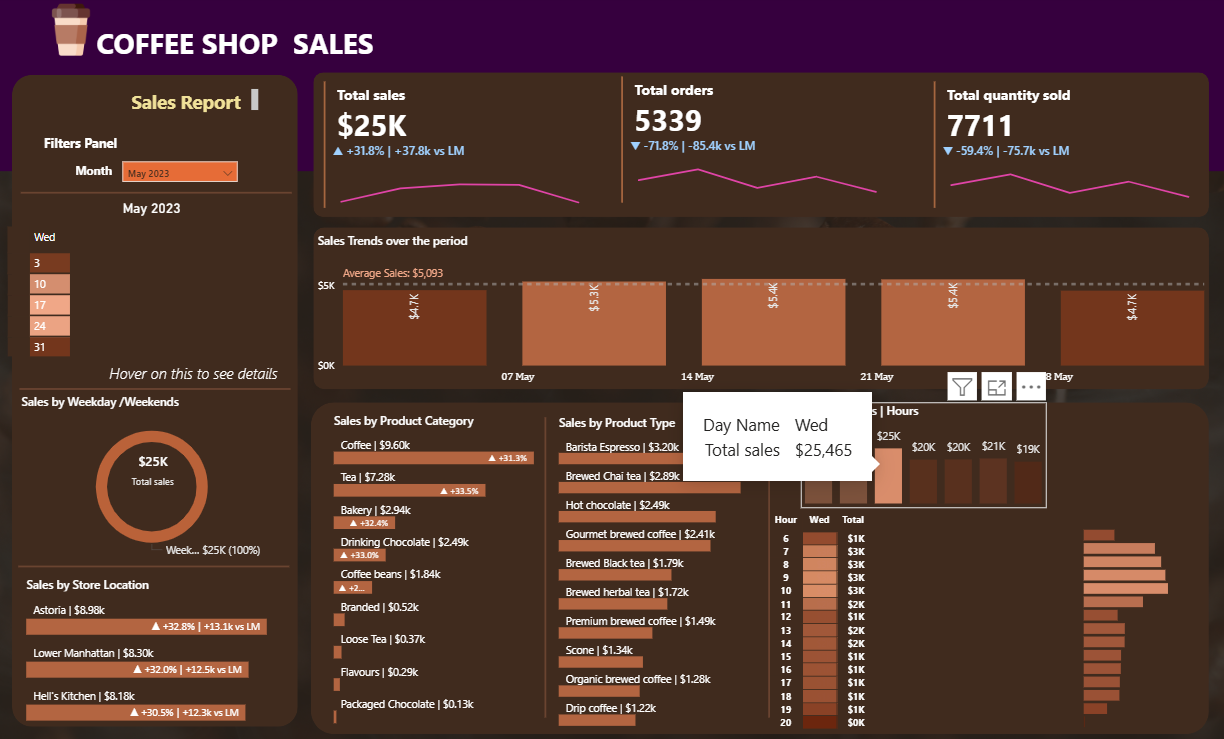 COFFEE SHOP SALES
Sales Report
Filters Panel
Month
May 2023
May 2023
Wed
3
10
17
24
31
Hover on this to see details
Sales by Weekday /Weekends
$25K
Total sales
Week... $25K (100%)
Sales by Store Location
Astoria | $8.98k
▲ +32.8% | +13.1k vs LM
Lower Manhattan | $8.30k
▲ +32.0% | +12.5k vs LM
Hell's Kitchen | $8.18k
▲ +30.5% | +12.3k vs LM
Total sales
$25K
▲ +31.8% | +37.8k vs LM
Total orders
5339
▼ -71.8% | -85.4k vs LM
Total quantity sold
7711
▼ -59.4% | -75.7k vs LM
Sales Trends over the period
Average Sales: $5,093
$5K
$0K
$4.7K
$5.3K
$5.4K
$5.4K
$4.7K
07 May
14 May
21 May
8 May
Sales by Product Category
Coffee | $9.60k
▲ +31.3%
Tea | $7.28k
▲ +33.5%
Bakery | $2.94k
▲ +32.4%
Drinking Chocolate | $2.49k
▲ +33.0%
Coffee beans | $1.84k
▲ +2...
Branded | $0.52k
Loose Tea | $0.37k
Flavours | $0.29k
Packaged Chocolate | $0.13k
Sales by Product Type
Barista Espresso | $3.20k
Brewed Chai tea | $2.89k
Hot chocolate | $2.49k
Gourmet brewed coffee | $2.41k
Brewed Black tea | $1.79k
Brewed herbal tea | $1.72k
Premium brewed coffee | $1.49k
Scone | $1.34k
Organic brewed coffee | $1.28k
Drip coffee | $1.22k
Day Name Wed
Total sales $25,465
s | Hours
$25K
$20K
$20K
$21K
$19K
Hour Wed Total
6 $1K
7 $3K
8 $3K
9 $3K
10 $3K
11 $2K
12 $1K
13 $2K
14 $2K
15 $1K
16 $1K
17 $1K
18 $1K
19 $1K
20 $0K